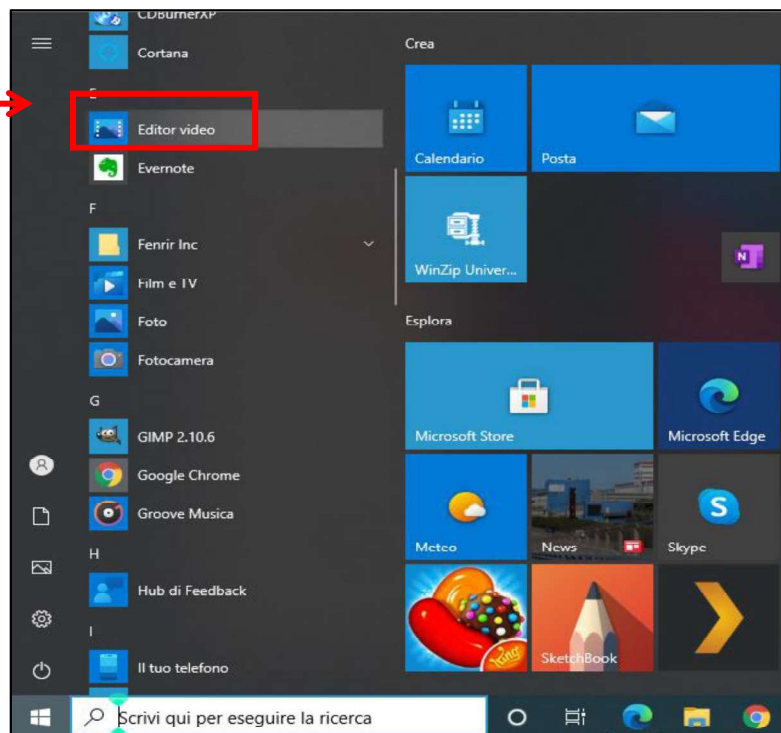 CDBurnerXP
Cortana
E
Editor video
Evernote
F
Fenrir Inc
Film e TV
Foto
Fotocamera
G
GIMP 2.10.6
Google Chrome
Groove Musica
H
Hub di Feedback
I
Il tuo telefono
Scrivi qui per eseguire la ricerca
Crea
Calendario
Posta
WinZip Univer...
N
Esplora
Microsoft Store
Microsoft Edge
Meteo
News
S
Skype
King
SketchBook